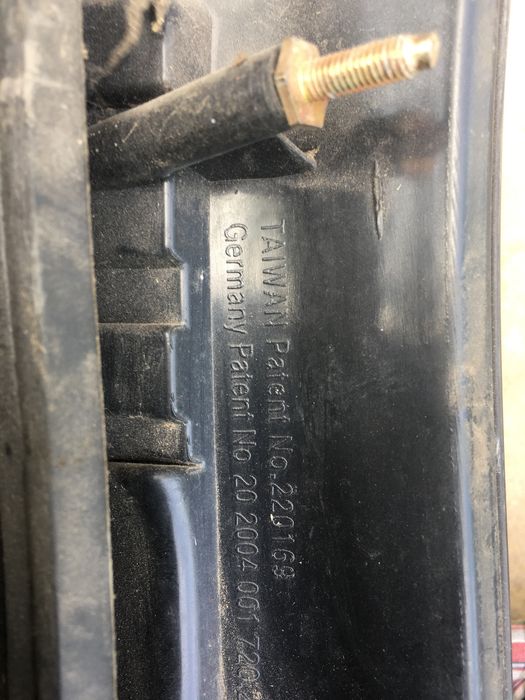 TAIWAN Patent No.220169
Germany Patent No 20 2004 001 720